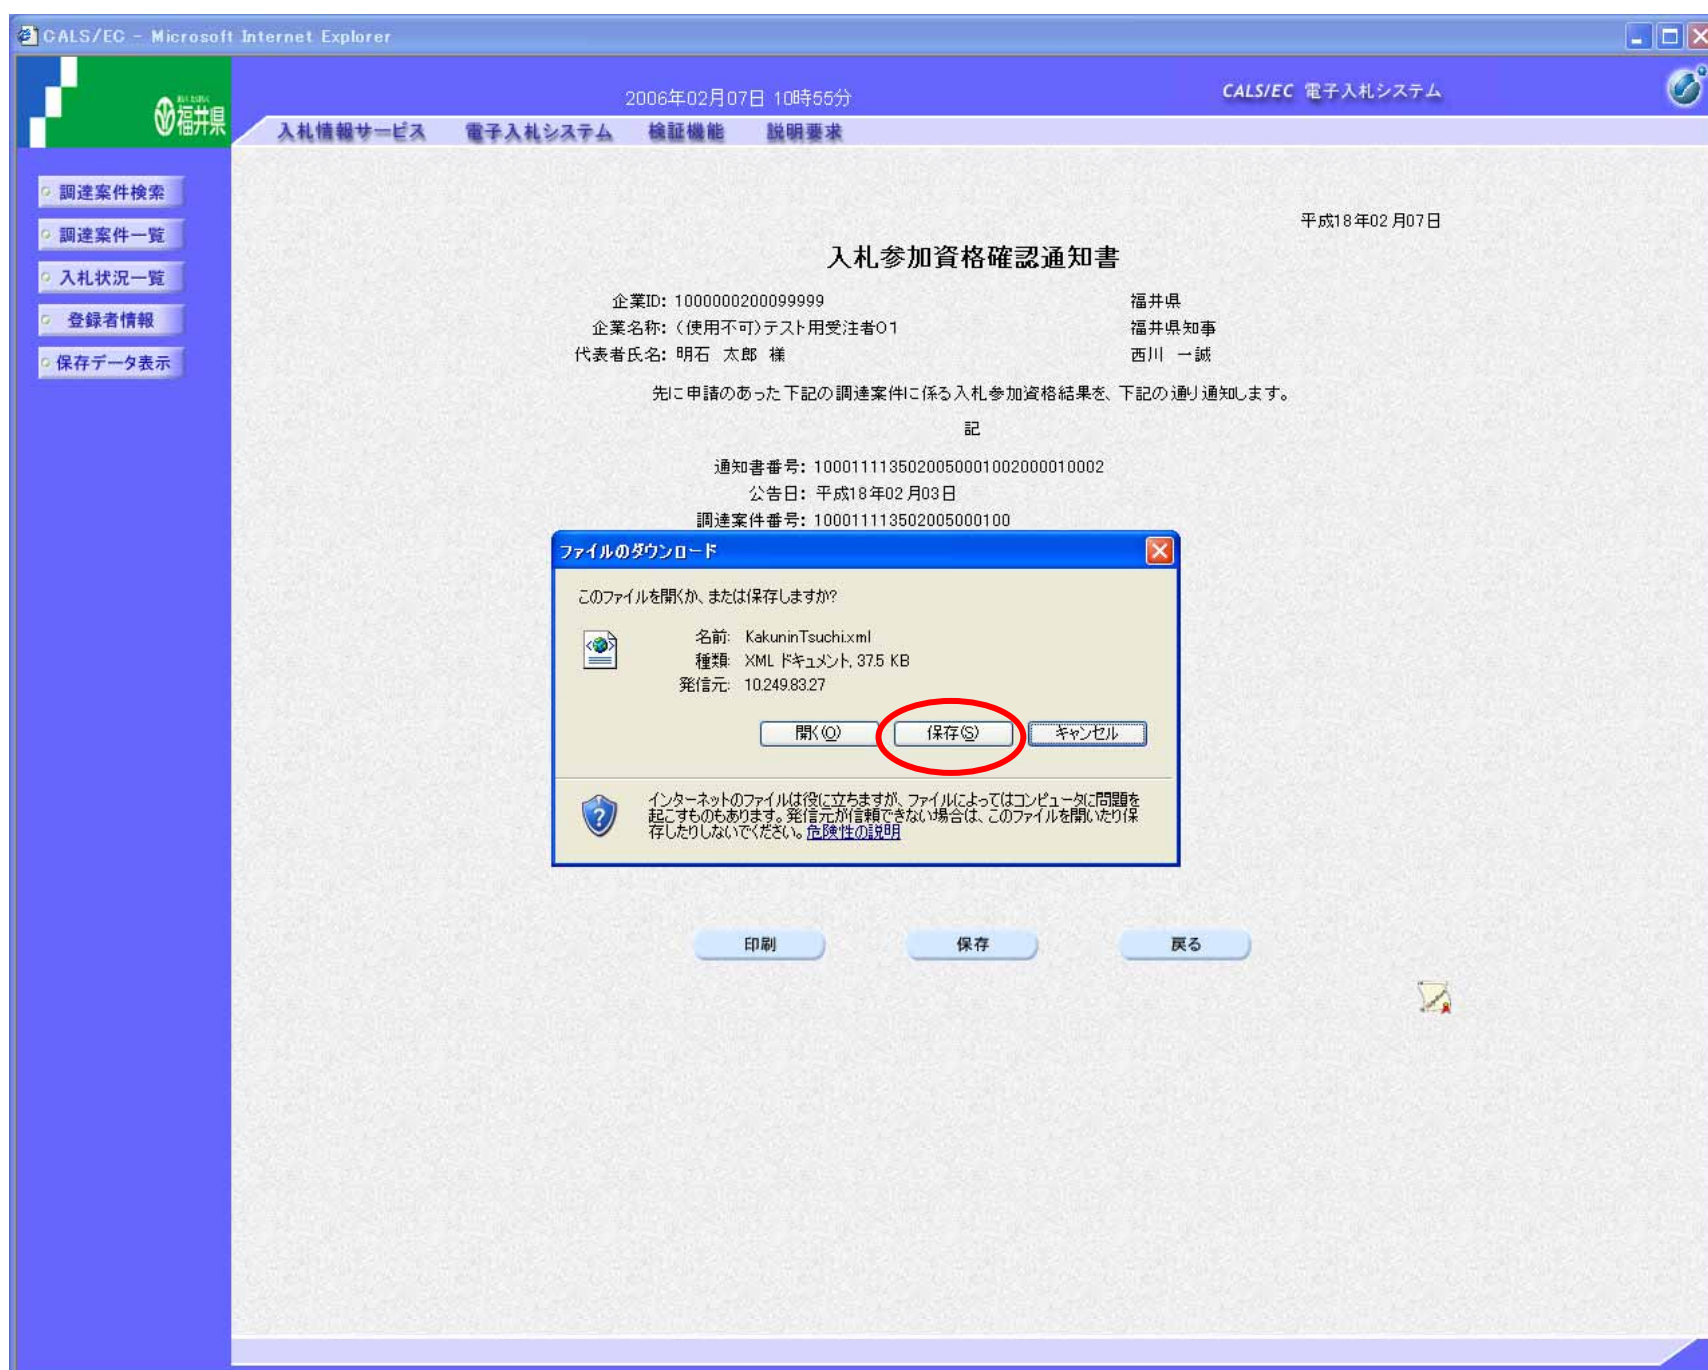 CALS/EC - Microsoft Internet Explorer
福井県
2006年02月07日 10時55分
CALS/EC 電子入札システム
入札情報サービス 電子入札システム 検証機能 説明要求
調達案件検索
調達案件一覧
入札状況一覧
登録者情報
保存データ表示
平成18年02月07日
入札参加資格確認通知書
企業ID: 1000000200099999
福井県
企業名称: (使用不可)テスト用受注者01
福井県知事
代表者氏名: 明石 太郎 様
西川 一誠
先に申請のあった下記の調達案件に係る入札参加資格結果を、下記の通り通知します。
記
通知書番号: 1000111135020050001002000010002
公告日: 平成18年02月03日
調達案件番号: 100011113502005000100
ファイルのダウンロード
このファイルを開くか、または保存しますか?
名前: KakuninTsuchi.xml
種類: XML ドキュメント, 37.5 KB
発信元: 10.249.83.27
開く(O) 保存(S) キャンセル
インターネットのファイルは役に立ちますが、ファイルによってはコンピュータに問題を
起こすものもあります。発信元が信頼できない場合は、このファイルを開いたり保
存したりしないでください。危険性の説明
印刷 保存 戻る